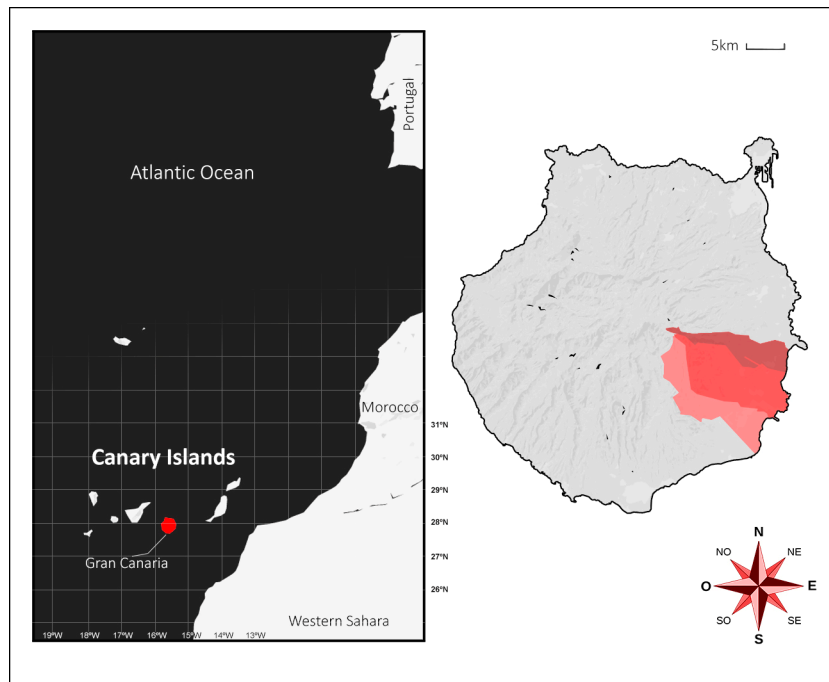 5km
Portugal
Atlantic Ocean
Morocco
Canary Islands
Gran Canaria
Western Sahara
31°N
30°N
29°N
28°N
27°N
26°N
19°W 18°W 17°W 16°W 15°W 14°W 13°W
N
NO NE
O E
SO SE
S